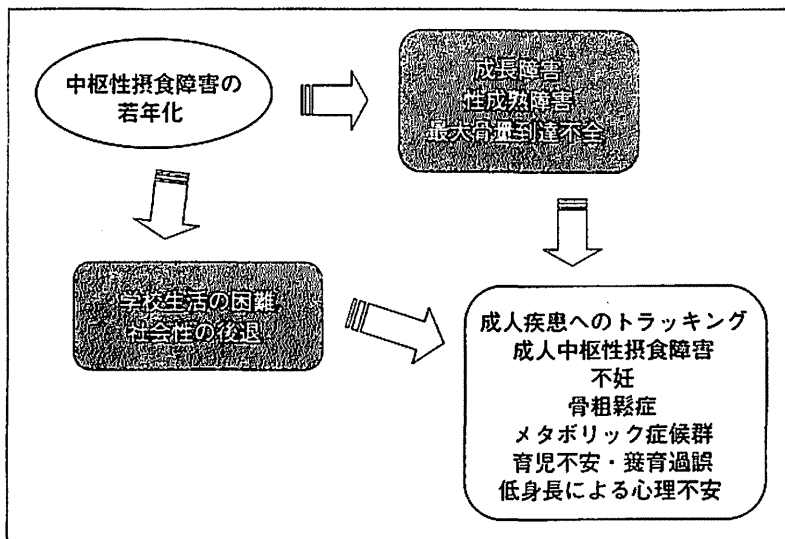 中枢性摂食障害の
若年化
成長障害
性成熟障害
最大骨量到達不全
学校生活の困難
社会性の後退
成人疾患へのトラッキング
成人中枢性摂食障害
不妊
骨粗鬆症
メタボリック症候群
育児不安・養育過誤
低身長による心理不安